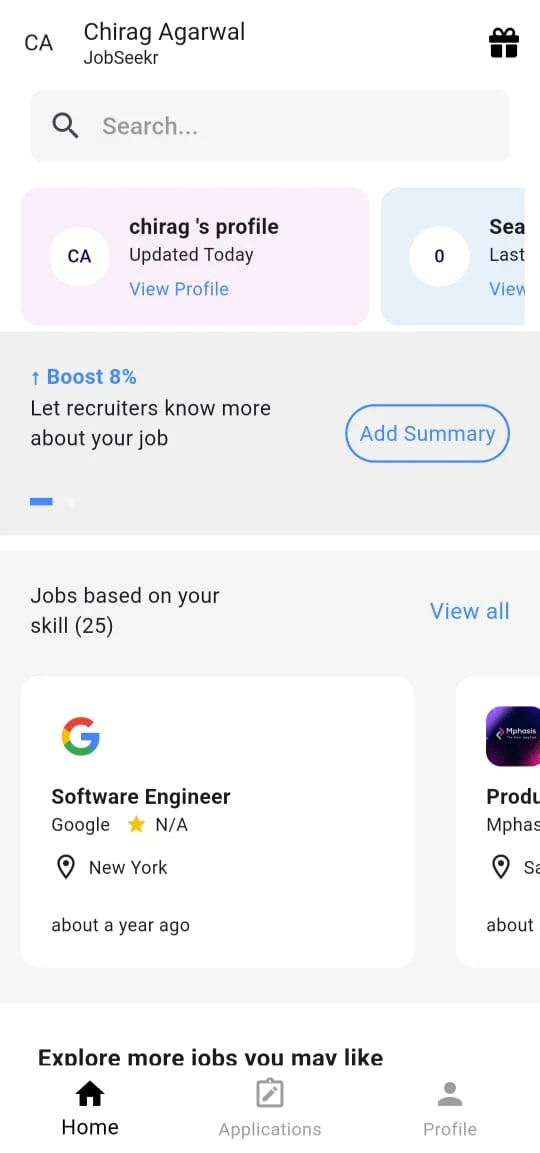 CA
Chirag Agarwal
JobSeekr
Search...
CA
chirag 's profile
Updated Today
View Profile
0
Sea
Last
View
↑ Boost 8%
Let recruiters know more
about your job
Add Summary
Jobs based on your
skill (25)
View all
Software Engineer
Google ★ N/A
New York
about a year ago
Mphasis
Produ
Mphas
Sa
about
Explore more jobs you may like
Home
Applications
Profile